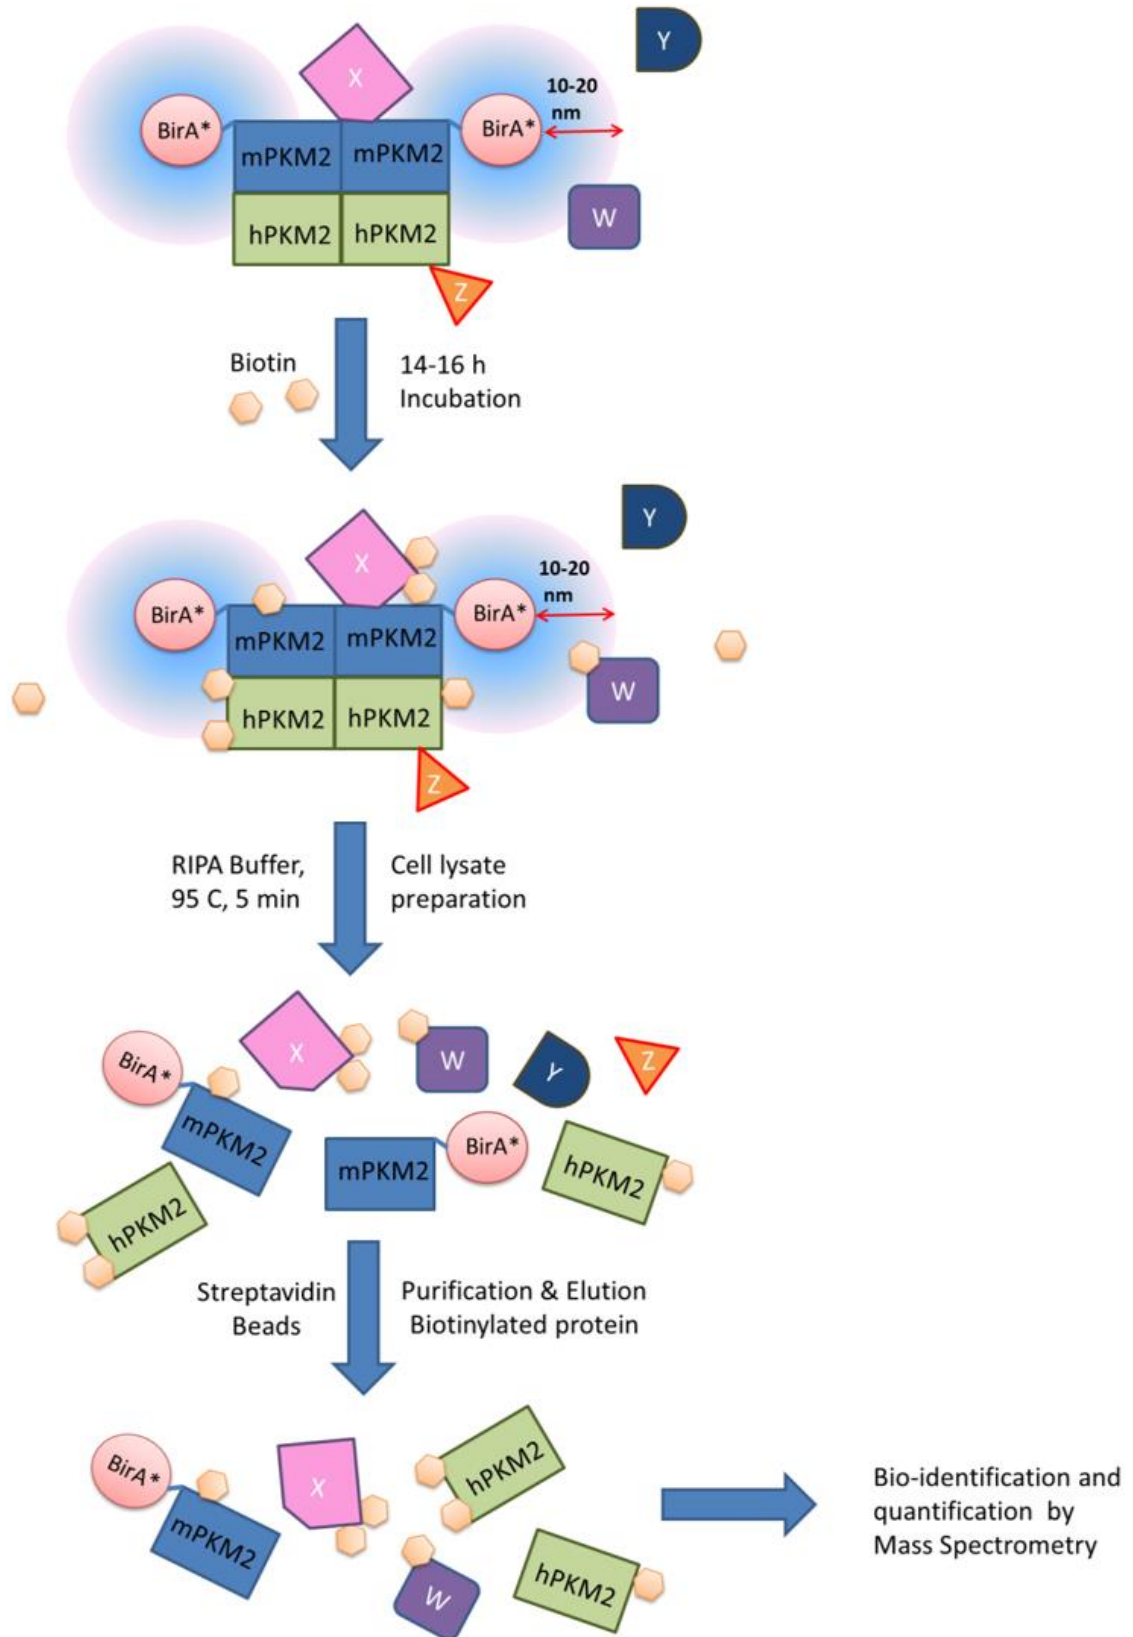 Y
X
10-20
nm
BirA*
BirA*
mPKM2
mPKM2
W
hPKM2
hPKM2
Z
Biotin
14-16 h
Incubation
Y
X
10-20
nm
BirA*
BirA*
mPKM2
mPKM2
W
hPKM2
hPKM2
Z
RIPA Buffer,
95 C, 5 min
Cell lysate
preparation
X
W
Y
Z
BirA*
mPKM2
BirA*
mPKM2
hPKM2
hPKM2
Streptavidin
Beads
Purification & Elution
Biotinylated protein
BirA*
mPKM2
X
hPKM2
W
hPKM2
Bio-identification and
quantification by
Mass Spectrometry